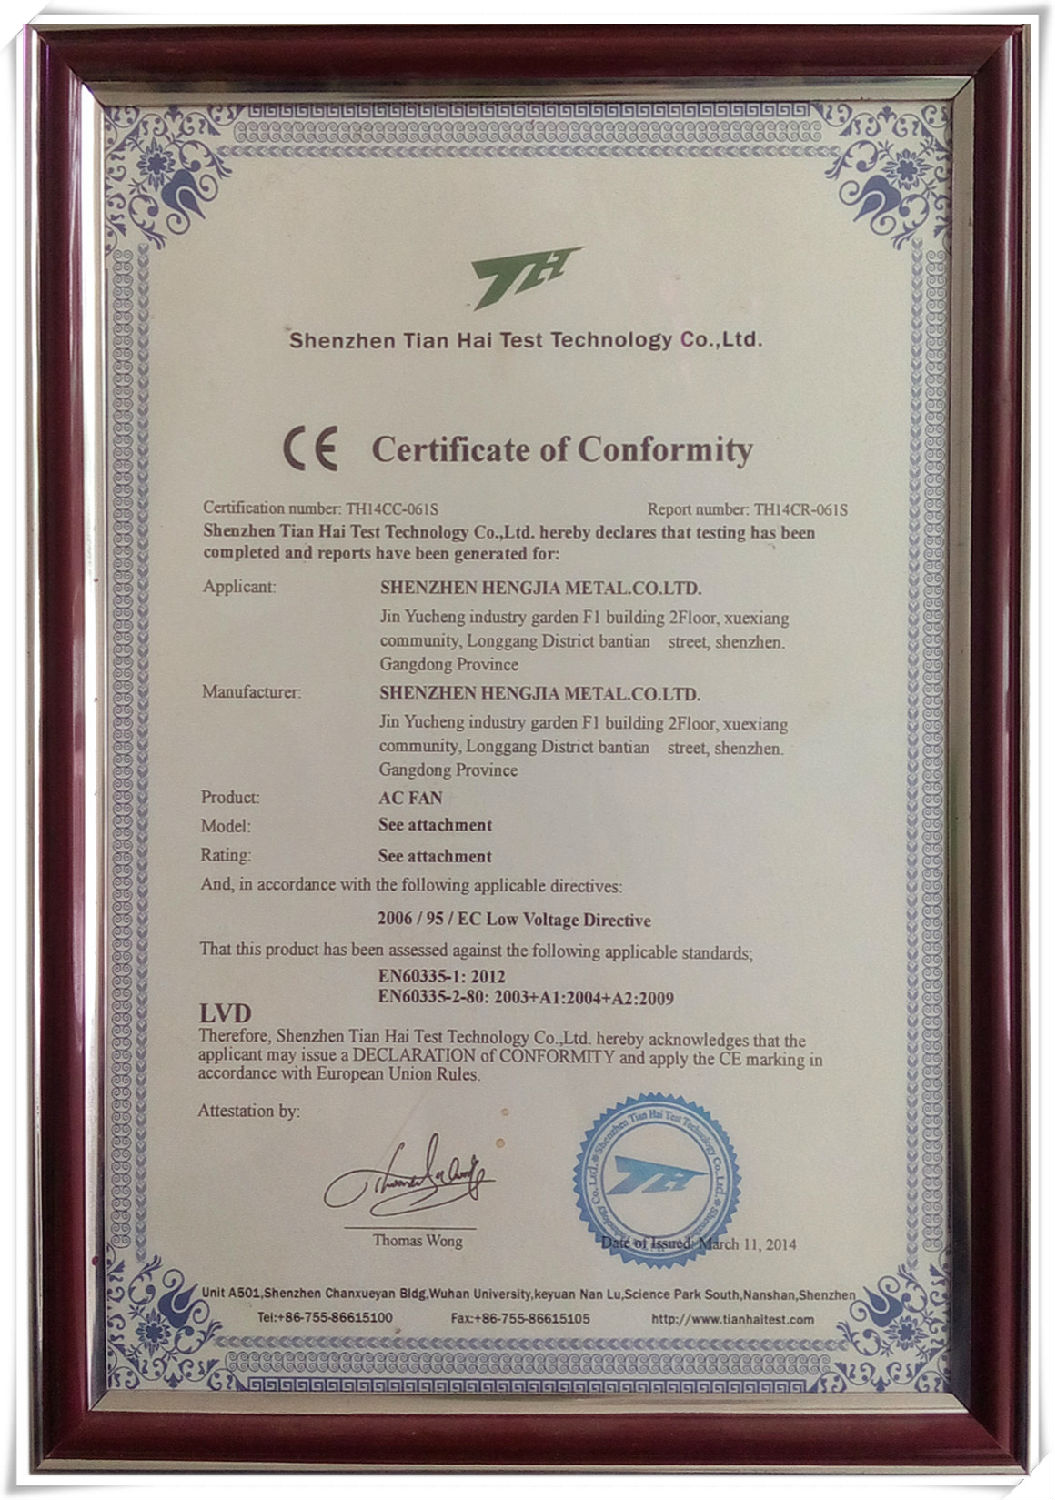 TH
Shenzhen Tian Hai Test Technology Co.,Ltd.
CE Certificate of Conformity
Certification number: TH14CC-061S Report number: TH14CR-061S
Shenzhen Tian Hai Test Technology Co.,Ltd. hereby declares that testing has been
completed and reports have been generated for:
Applicant: SHENZHEN HENGJIA METAL.CO.LTD.
Jin Yucheng industry garden F1 building 2Floor, xuexiang
community, Longgang District bantian street, shenzhen.
Gangdong Province
Manufacturer: SHENZHEN HENGJIA METAL.CO.LTD.
Jin Yucheng industry garden F1 building 2Floor, xuexiang
community, Longgang District bantian street, shenzhen.
Gangdong Province
Product: AC FAN
Model: See attachment
Rating: See attachment
And, in accordance with the following applicable directives:
2006 / 95 / EC Low Voltage Directive
That this product has been assessed against the following applicable standards;
EN60335-1: 2012
EN60335-2-80: 2003+A1:2004+A2:2009
LVD
Therefore, Shenzhen Tian Hai Test Technology Co.,Ltd. hereby acknowledges that the
applicant may issue a DECLARATION of CONFORMITY and apply the CE marking in
accordance with European Union Rules.
Attestation by:
Shenzhen Tian Hai Test Technology Co.,Ltd.
TH
Thomas Wong
Date of Issued: March 11, 2014
Unit A501,Shenzhen Chanxueyan Bldg,Wuhan University,keyuan Nan Lu,Science Park South,Nanshan,Shenzhen
Tel:+86-755-86615100 Fax:+86-755-86615105 http://www.tianhaitest.com